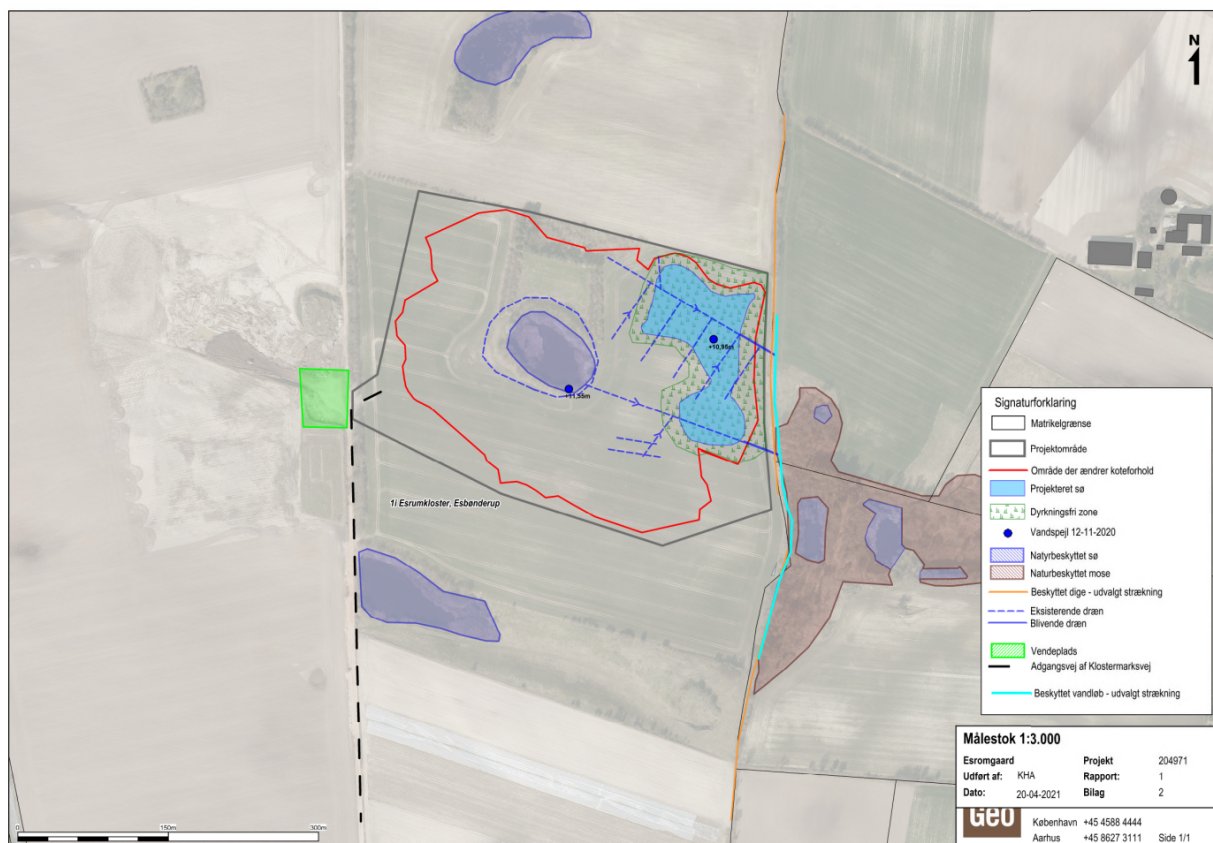 N
+10,95m
+11,55m
1i Esrumkloster, Esbønderup
Signaturforklaring
Matrikelgrænse
Projektområde
Område der ændrer koteforhold
Projekteret sø
Dyrkningsfri zone
Vandspejl 12-11-2020
Natyrbeskyttet sø
Naturbeskyttet mose
Beskyttet dige - udvalgt strækning
Eksisterende dræn
Blivende dræn
Vendeplads
Adgangsvej af Klostermarksvej
Beskyttet vandløb - udvalgt strækning
Målestok 1:3.000
Esromgaard Projekt 204971
Udført af: KHA Rapport: 1
Dato: 20-04-2021 Bilag 2
Geo
København +45 4588 4444
Aarhus +45 8627 3111 Side 1/1
0 150m 300m